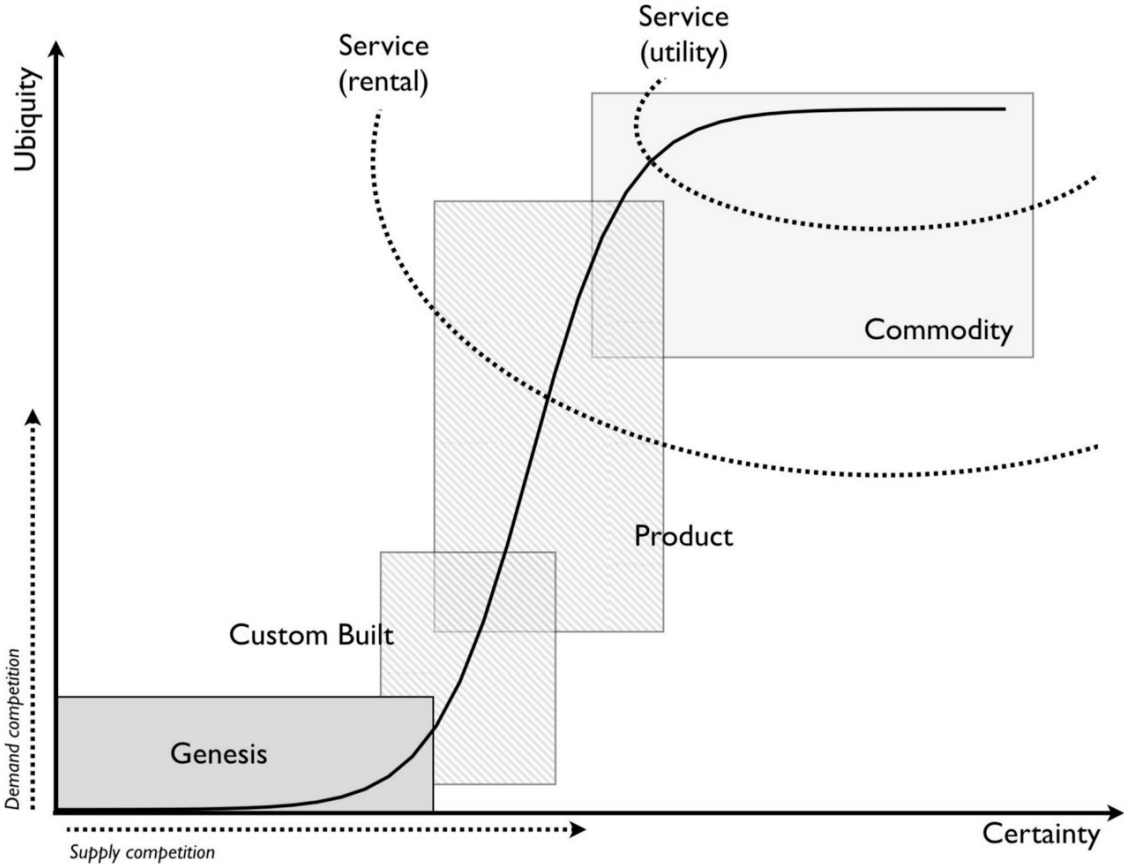 Service
(rental)
Service
(utility)
Ubiquity
Commodity
Product
Custom Built
Genesis
Demand competition
Certainty
Supply competition